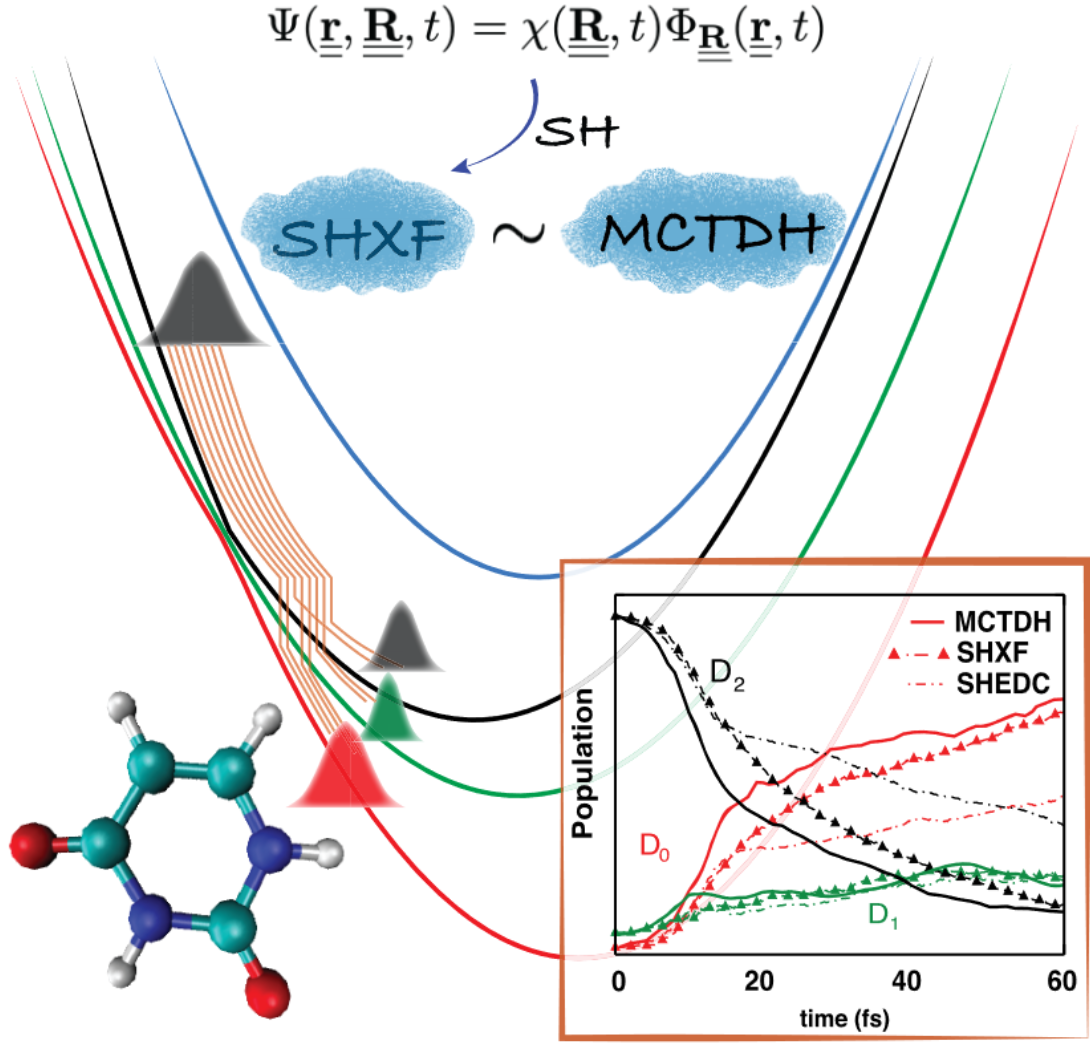 Ψ(r, R, t) = χ(R, t)Φ_R(r, t)
SH
SHXF ~ MCTDH
MCTDH
SHXF
SHEDC
D₂
D₀
D₁
Population
0 20 40 60
time (fs)